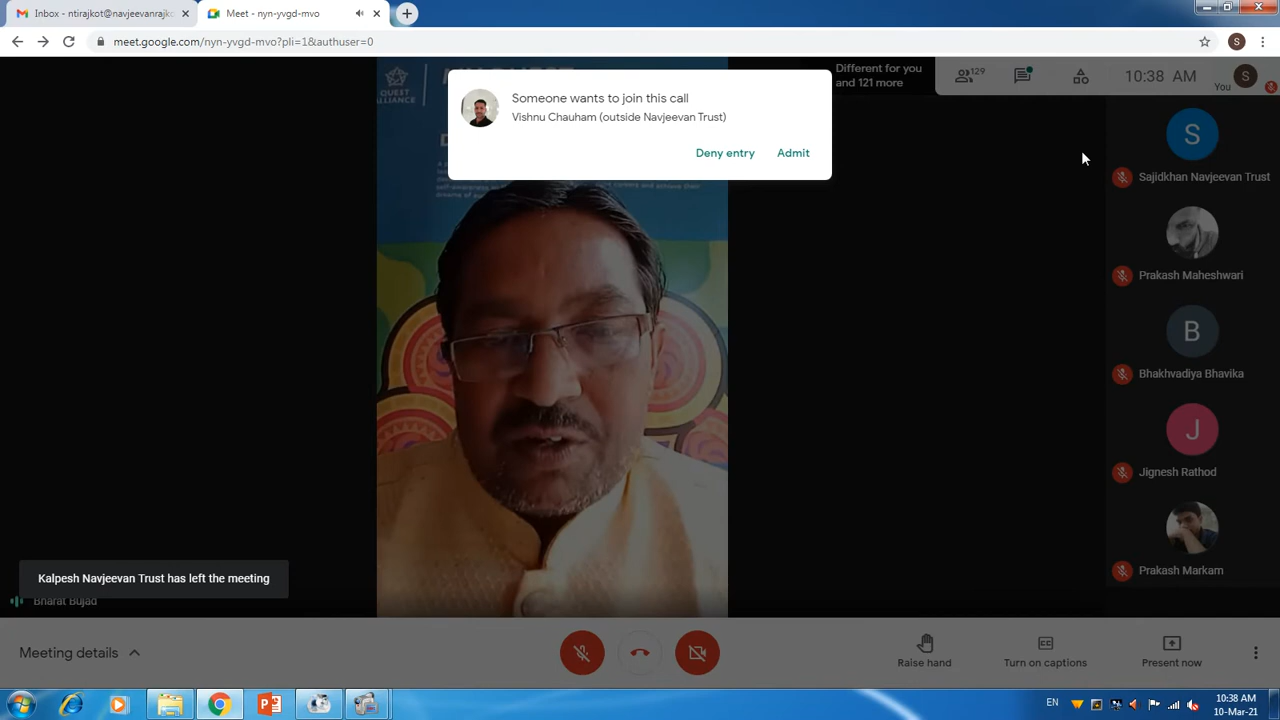 Inbox - ntirajkot@navjeevanrajko
Meet - nyn-yvgd-mvo
meet.google.com/nyn-yvgd-mvo?pli=1&authuser=0
QUEST
ALLIANCE
Someone wants to join this call
Vishnu Chauham (outside Navjeevan Trust)
Deny entry
Admit
Different for you
and 121 more
129
10:38 AM
S
You
S
Sajidkhan Navjeevan Trust
Prakash Maheshwari
B
Bhakhvadiya Bhavika
J
Jignesh Rathod
Prakash Markam
Kalpesh Navjeevan Trust has left the meeting
Bharat Bujad
Meeting details
Raise hand
Turn on captions
Present now
EN
10:38 AM
10-Mar-21